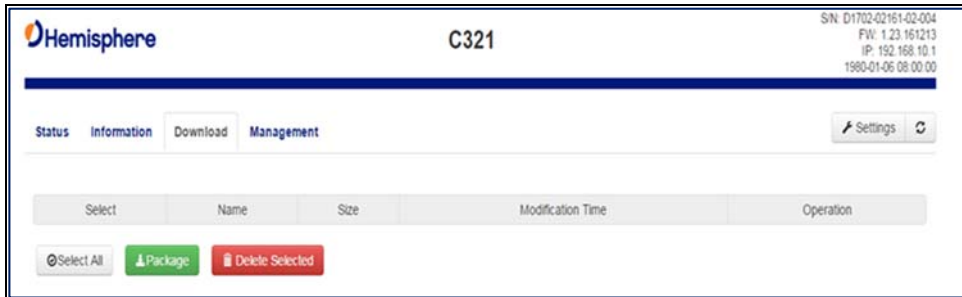 Hemisphere
C321
S/N: D1702-02161-02-004
FW: 1.23.161213
IP: 192.168.10.1
1980-01-06 08:00:00
Status Information Download Management
Settings
Select Name Size Modification Time Operation
Select All Package Delete Selected